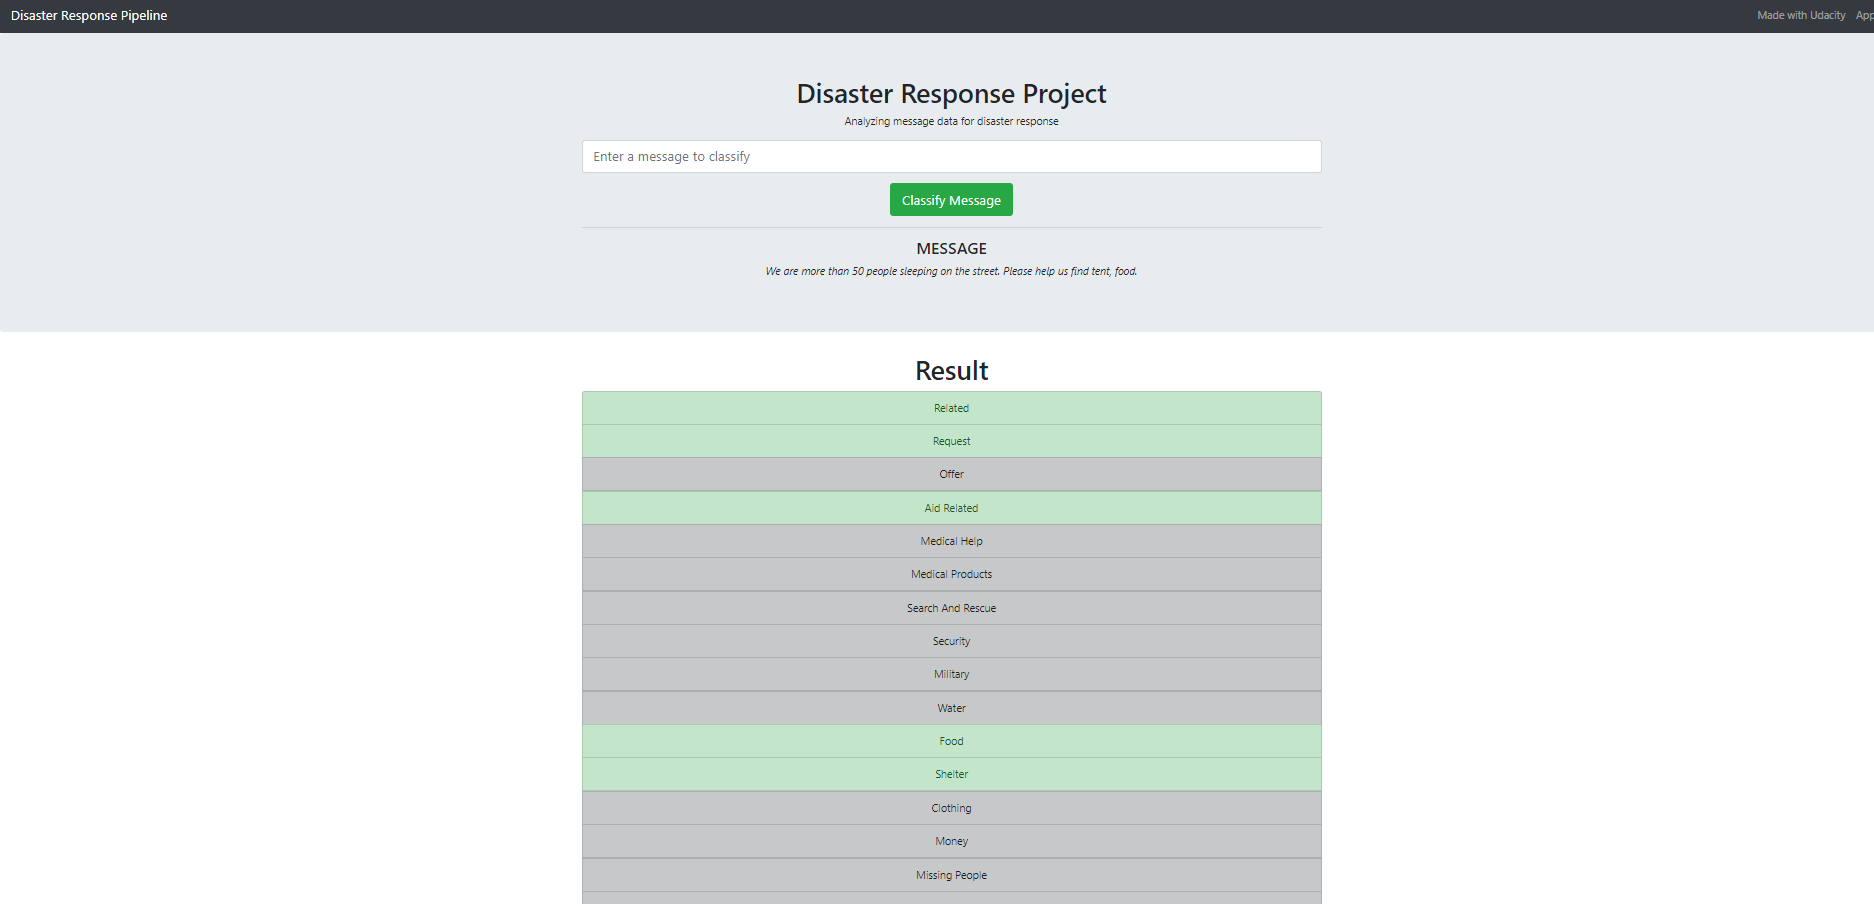 Disaster Response Pipeline
Made with Udacity
Disaster Response Project
Analyzing message data for disaster response
Enter a message to classify
Classify Message
MESSAGE
We are more than 50 people sleeping on the street. Please help us find tent, food.
Result
Related
Request
Offer
Aid Related
Medical Help
Medical Products
Search And Rescue
Security
Military
Water
Food
Shelter
Clothing
Money
Missing People